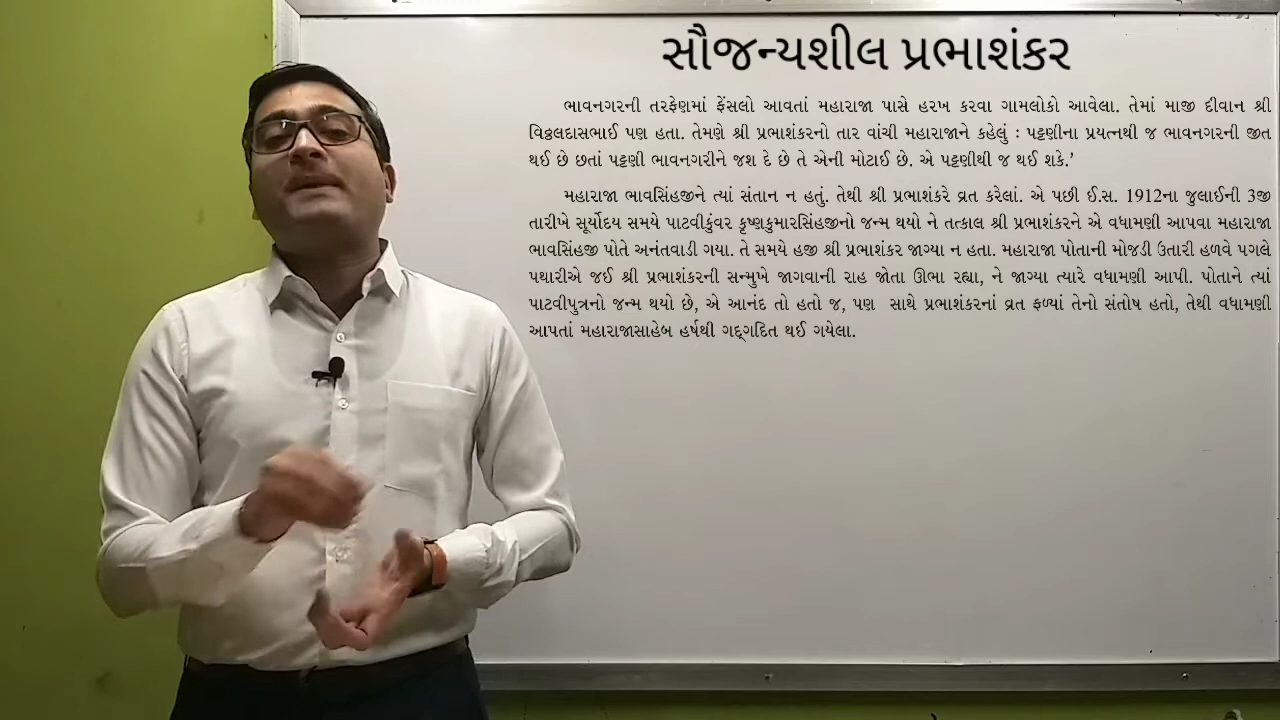 સૌજન્યશીલ પ્રભાશંકર
ભાવનગરની તરફેણમાં ફેંસલો આવતાં મહારાજા પાસે હરખ કરવા ગામલોકો આવેલા. તેમાં માજી દીવાન શ્રી
વિઠ્ઠલદાસભાઈ પણ હતા. તેમણે શ્રી પ્રભાશંકરનો તાર વાંચી મહારાજાને કહેલું : પટ્ટણીના પ્રયત્નથી જ ભાવનગરની જીત
થઈ છે છતાં પટ્ટણી ભાવનગરીને જશ દે છે તે એની મોટાઈ છે. એ પટ્ટણીથી જ થઈ શકે.’
મહારાજા ભાવસિંહજીને ત્યાં સંતાન ન હતું. તેથી શ્રી પ્રભાશંકરે વ્રત કરેલાં. એ પછી ઈ.સ. 1912ના જુલાઈની 3જી
તારીખે સૂર્યોદય સમયે પાટવીકુંવર કૃષ્ણકુમારસિંહજીનો જન્મ થયો ને તત્કાલ શ્રી પ્રભાશંકરને એ વધામણી આપવા મહારાજા
ભાવસિંહજી પોતે અનંતવાડી ગયા. તે સમયે હજી શ્રી પ્રભાશંકર જાગ્યા ન હતા. મહારાજા પોતાની મોજડી ઉતારી હળવે પગલે
પથારીએ જઈ શ્રી પ્રભાશંકરની સન્મુખે જાગવાની રાહ જોતા ઊભા રહ્યા, ને જાગ્યા ત્યારે વધામણી આપી. પોતાને ત્યાં
પાટવીપુત્રનો જન્મ થયો છે, એ આનંદ તો હતો જ, પણ સાથે પ્રભાશંકરનાં વ્રત ફળ્યાં તેનો સંતોષ હતો, તેથી વધામણી
આપતાં મહારાજાસાહેબ હર્ષથી ગદ્ગદિત થઈ ગયેલા.